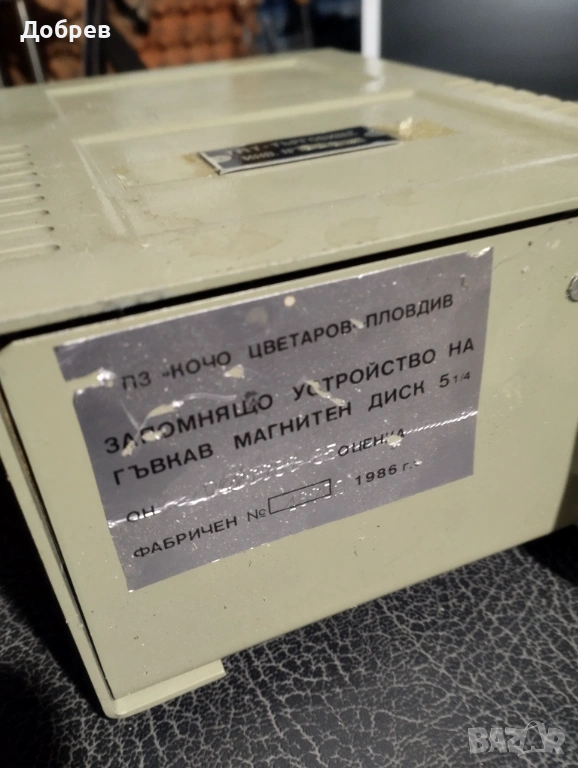 Добрев
ПЗ "КОЧО ЦВЕТАРОВ" ПЛОВДИВ
ЗАПОМНЯЩО УСТРОЙСТВО НА
ГЪВКАВ МАГНИТЕН ДИСК 5 1/4
ОН ОЦЕНКА
ФАБРИЧЕН № 1986 г.
BAZAR